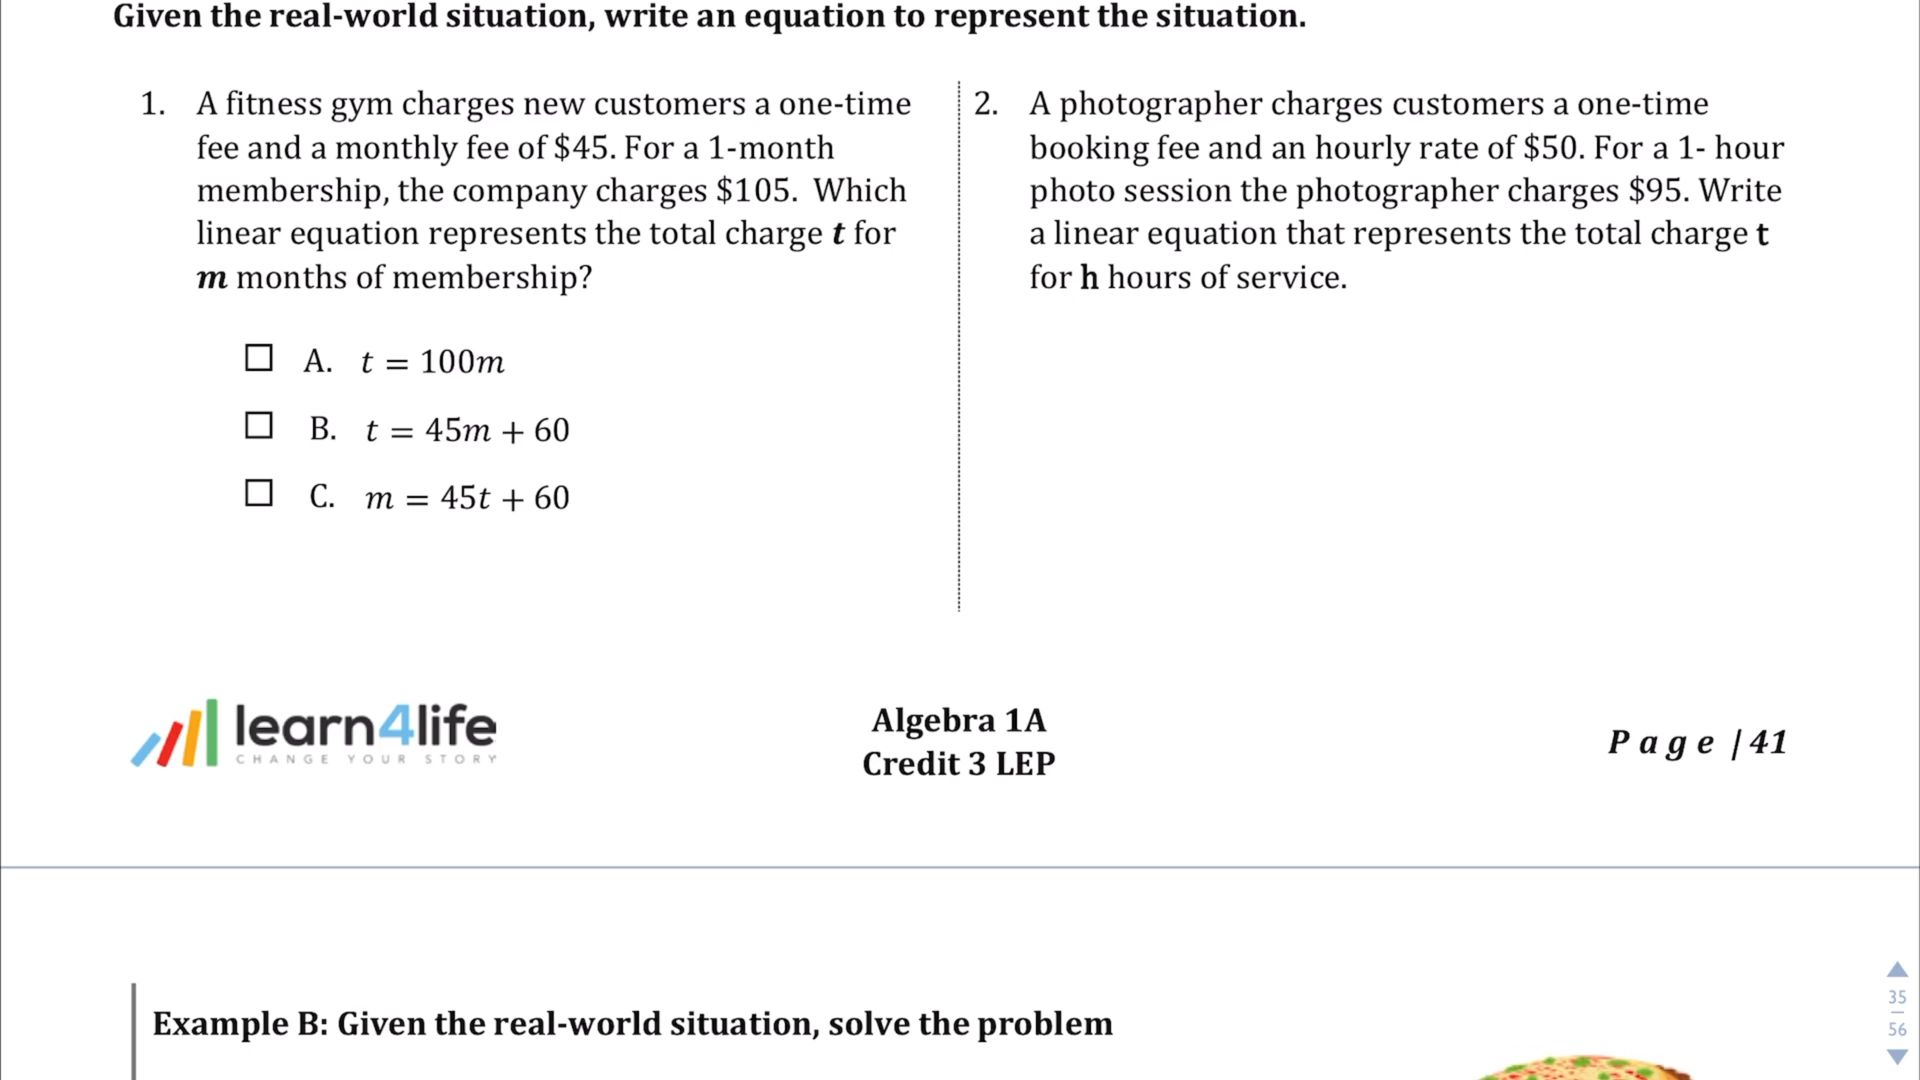 Given the real-world situation, write an equation to represent the situation.
1. A fitness gym charges new customers a one-time
fee and a monthly fee of $45. For a 1-month
membership, the company charges $105. Which
linear equation represents the total charge t for
m months of membership?
A. t = 100m
B. t = 45m + 60
C. m = 45t + 60
2. A photographer charges customers a one-time
booking fee and an hourly rate of $50. For a 1- hour
photo session the photographer charges $95. Write
a linear equation that represents the total charge t
for h hours of service.
learn4life
CHANGE YOUR STORY
Algebra 1A
Credit 3 LEP
Page | 41
Example B: Given the real-world situation, solve the problem
35
56